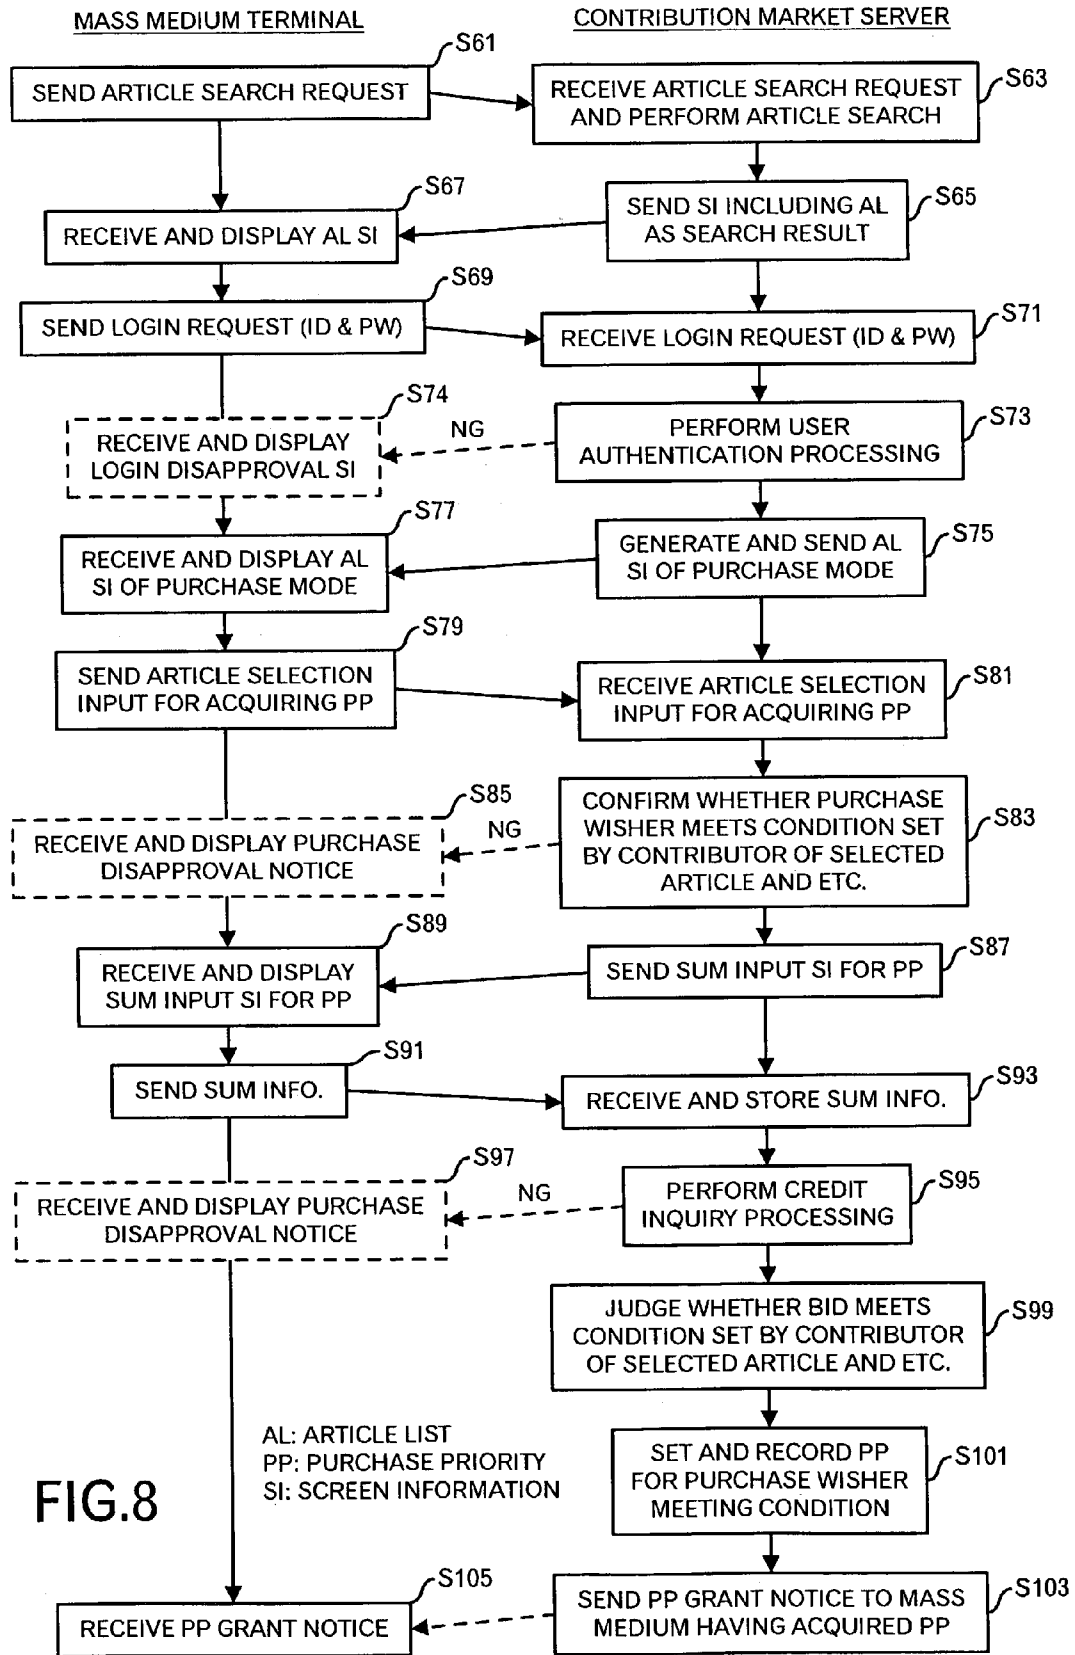 MASS MEDIUM TERMINAL
CONTRIBUTION MARKET SERVER
S61
SEND ARTICLE SEARCH REQUEST
S63
RECEIVE ARTICLE SEARCH REQUEST
AND PERFORM ARTICLE SEARCH
S67
RECEIVE AND DISPLAY AL SI
S65
SEND SI INCLUDING AL
AS SEARCH RESULT
S69
SEND LOGIN REQUEST (ID & PW)
S71
RECEIVE LOGIN REQUEST (ID & PW)
S74
RECEIVE AND DISPLAY
LOGIN DISAPPROVAL SI
NG
S73
PERFORM USER
AUTHENTICATION PROCESSING
S77
RECEIVE AND DISPLAY AL
SI OF PURCHASE MODE
S75
GENERATE AND SEND AL
SI OF PURCHASE MODE
S79
SEND ARTICLE SELECTION
INPUT FOR ACQUIRING PP
S81
RECEIVE ARTICLE SELECTION
INPUT FOR ACQUIRING PP
S85
RECEIVE AND DISPLAY PURCHASE
DISAPPROVAL NOTICE
NG
S83
CONFIRM WHETHER PURCHASE
WISHER MEETS CONDITION SET
BY CONTRIBUTOR OF SELECTED
ARTICLE AND ETC.
S89
RECEIVE AND DISPLAY
SUM INPUT SI FOR PP
S87
SEND SUM INPUT SI FOR PP
S91
SEND SUM INFO.
S93
RECEIVE AND STORE SUM INFO.
S97
RECEIVE AND DISPLAY PURCHASE
DISAPPROVAL NOTICE
NG
S95
PERFORM CREDIT
INQUIRY PROCESSING
S99
JUDGE WHETHER BID MEETS
CONDITION SET BY CONTRIBUTOR
OF SELECTED ARTICLE AND ETC.
AL: ARTICLE LIST
PP: PURCHASE PRIORITY
SI: SCREEN INFORMATION
S101
SET AND RECORD PP
FOR PURCHASE WISHER
MEETING CONDITION
FIG.8
S105
RECEIVE PP GRANT NOTICE
S103
SEND PP GRANT NOTICE TO MASS
MEDIUM HAVING ACQUIRED PP